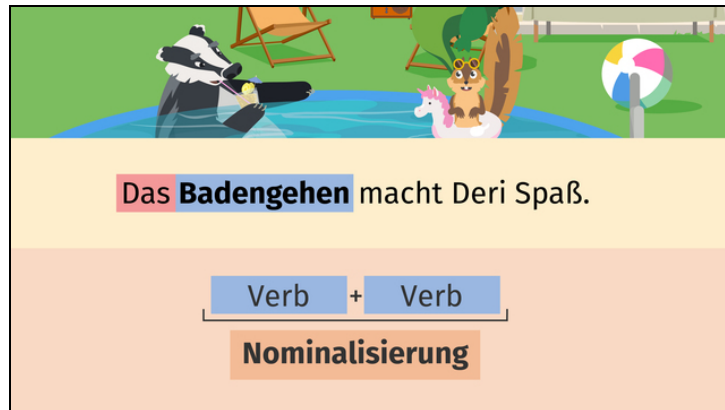 Das Badengehen macht Deri Spaß.
Verb + Verb
Nominalisierung